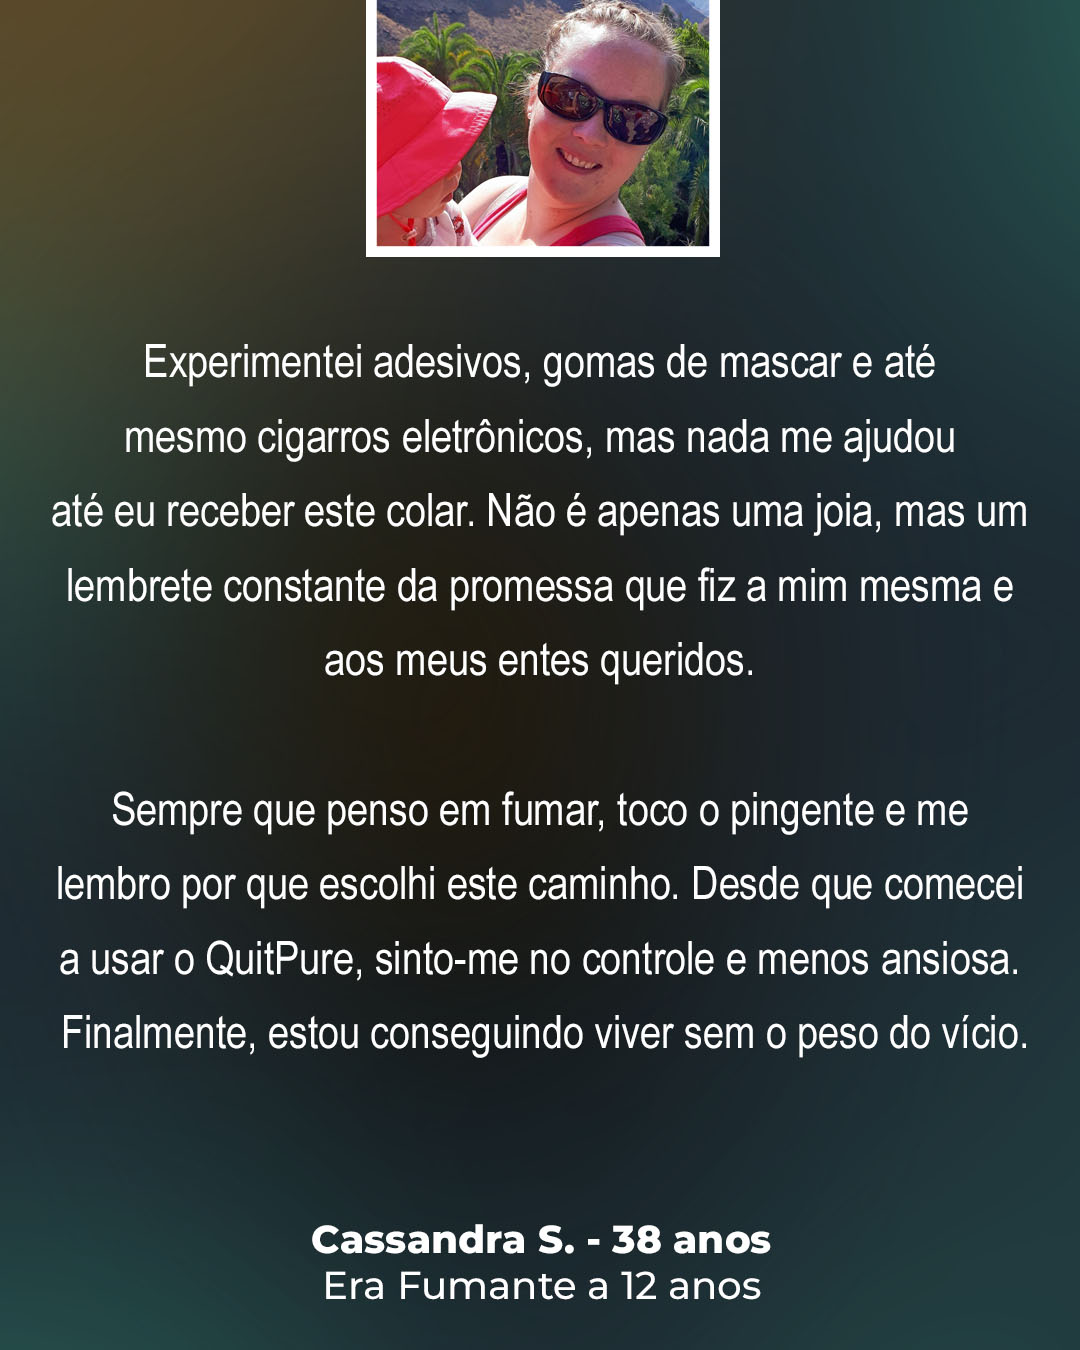 Experimentei adesivos, gomas de mascar e até
mesmo cigarros eletrônicos, mas nada me ajudou
até eu receber este colar. Não é apenas uma joia, mas um
lembrete constante da promessa que fiz a mim mesma e
aos meus entes queridos.
Sempre que penso em fumar, toco o pingente e me
lembro por que escolhi este caminho. Desde que comecei
a usar o QuitPure, sinto-me no controle e menos ansiosa.
Finalmente, estou conseguindo viver sem o peso do vício.
Cassandra S. - 38 anos
Era Fumante a 12 anos